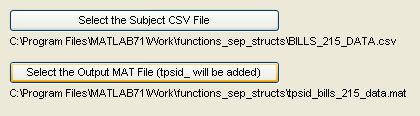 Select the Subject CSV File
C:\Program Files\MATLAB71\Work\functions_sep_structs\BILLS_215_DATA.csv
Select the Output MAT File (tpsid_ will be added)
C:\Program Files\MATLAB71\Work\functions_sep_structs\tpsid_bills_215_data.mat